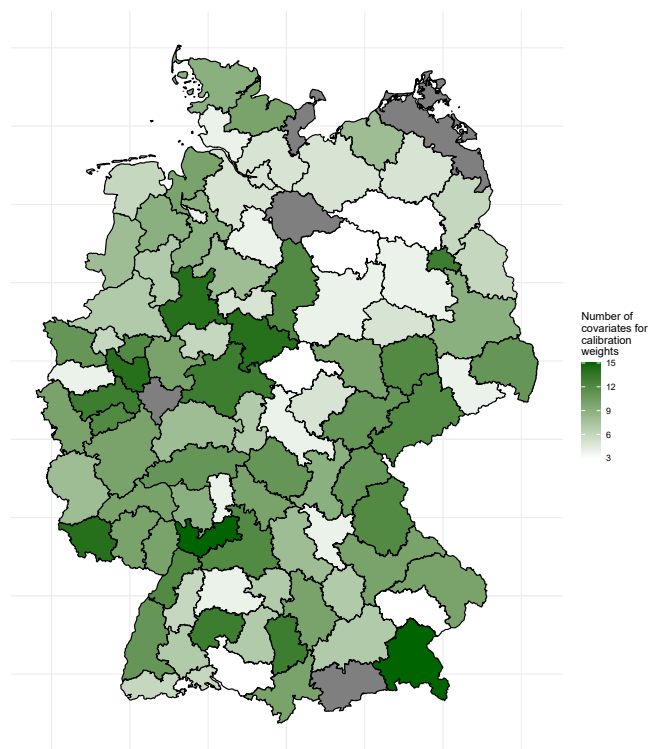 Number of
covariates for
calibration
weights
15
12
9
6
3